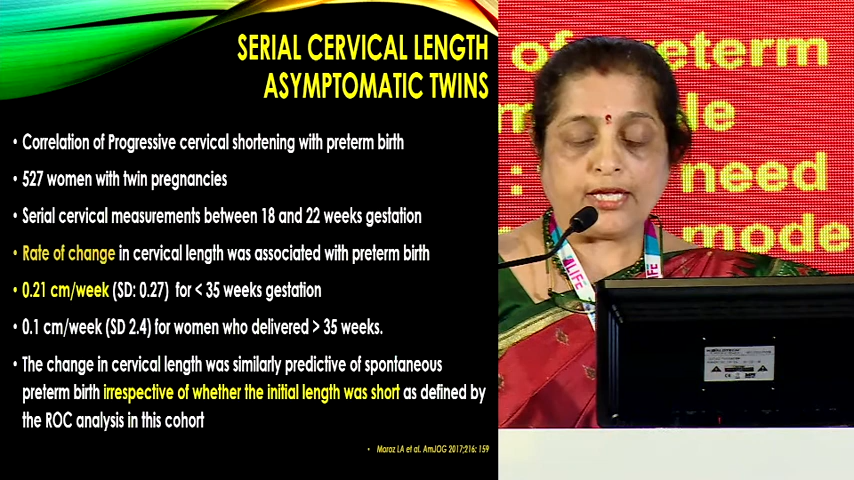 SERIAL CERVICAL LENGTH
ASYMPTOMATIC TWINS
• Correlation of Progressive cervical shortening with preterm birth
• 527 women with twin pregnancies
• Serial cervical measurements between 18 and 22 weeks gestation
• Rate of change in cervical length was associated with preterm birth
• 0.21 cm/week (SD: 0.27) for < 35 weeks gestation
• 0.1 cm/week (SD 2.4) for women who delivered > 35 weeks.
• The change in cervical length was similarly predictive of spontaneous
preterm birth irrespective of whether the initial length was short as defined by
the ROC analysis in this cohort
• Maroz LA et al. AmJOG 2017;216: 159
of preterm
: need
mode
ALIFE